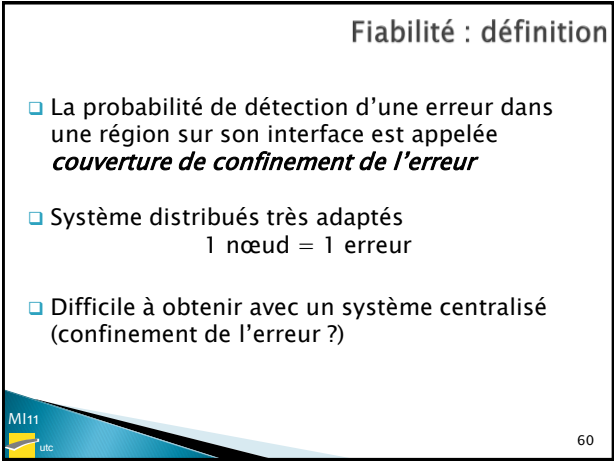 Fiabilité : définition
La probabilité de détection d’une erreur dans
une région sur son interface est appelée
couverture de confinement de l’erreur
Système distribués très adaptés
1 nœud = 1 erreur
Difficile à obtenir avec un système centralisé
(confinement de l’erreur ?)
MI11
utc
60